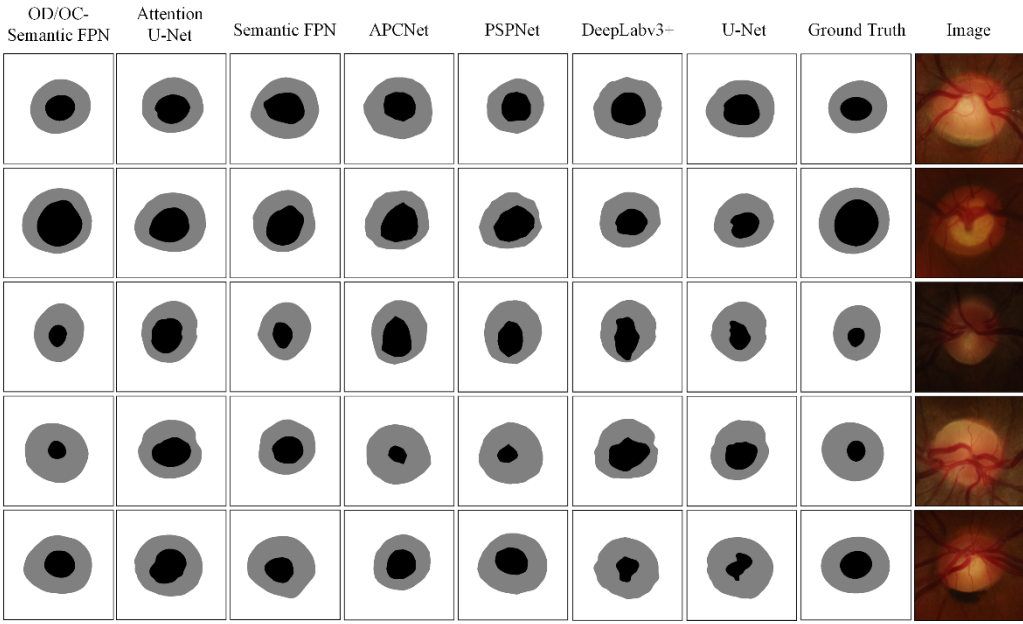 OD/OC-
Semantic FPN
Attention
U-Net
Semantic FPN
APCNet
PSPNet
DeepLabv3+
U-Net
Ground Truth
Image